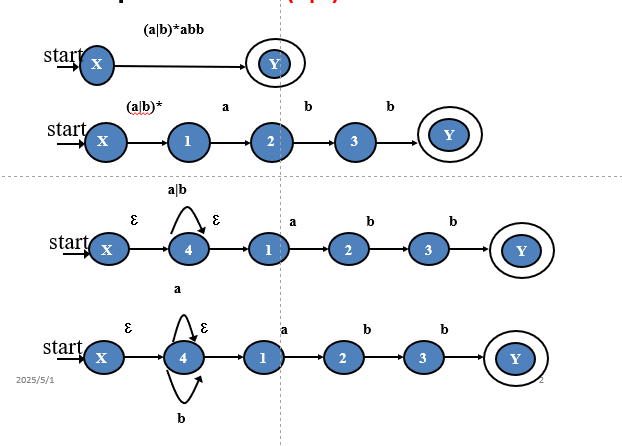 (a|b)*abb
start X Y
(a|b)* a b b
start X 1 2 3 Y
a|b
ε ε a b b
start X 4 1 2 3 Y
a
ε ε a b b
start X 4 1 2 3 Y
2025/5/1 2
b